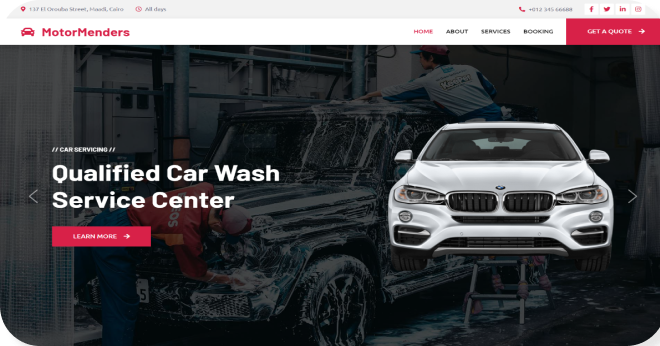 137 El Orouba Street, Maadi, Cairo
All days
+012 345 66688
MotorMenders
HOME
ABOUT
SERVICES
BOOKING
GET A QUOTE
// CAR SERVICING //
Qualified Car Wash
Service Center
LEARN MORE